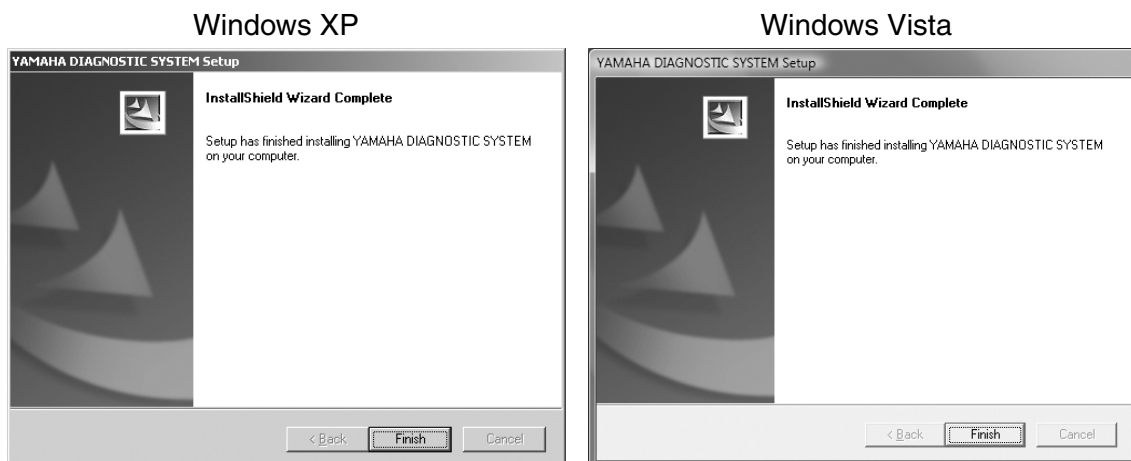 Windows XP
YAMAHA DIAGNOSTIC SYSTEM Setup
InstallShield Wizard Complete
Setup has finished installing YAMAHA DIAGNOSTIC SYSTEM
on your computer.
< Back
Finish
Cancel
Windows Vista
YAMAHA DIAGNOSTIC SYSTEM Setup
InstallShield Wizard Complete
Setup has finished installing YAMAHA DIAGNOSTIC SYSTEM
on your computer.
< Back
Finish
Cancel